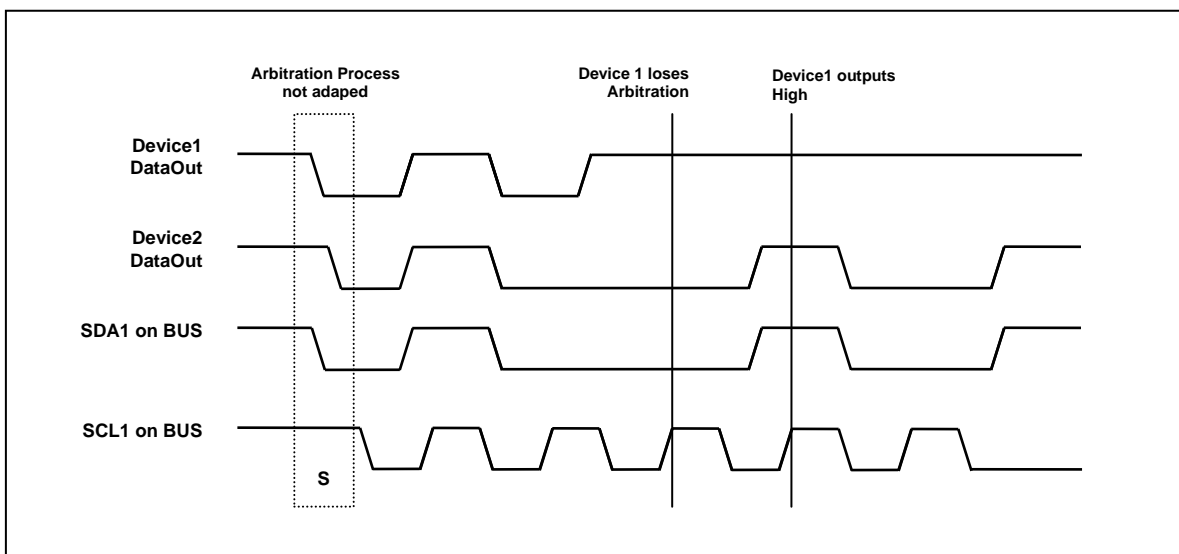 Arbitration Process
not adaped
Device 1 loses
Arbitration
Device1 outputs
High
Device1
DataOut
Device2
DataOut
SDA1 on BUS
SCL1 on BUS
S